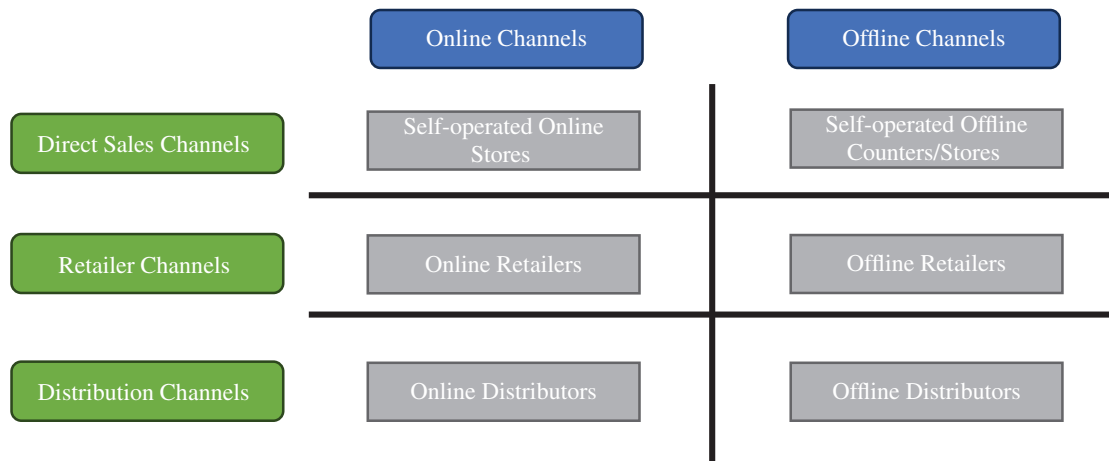 Online Channels
Offline Channels
Direct Sales Channels
Self-operated Online
Stores
Self-operated Offline
Counters/Stores
Retailer Channels
Online Retailers
Offline Retailers
Distribution Channels
Online Distributors
Offline Distributors